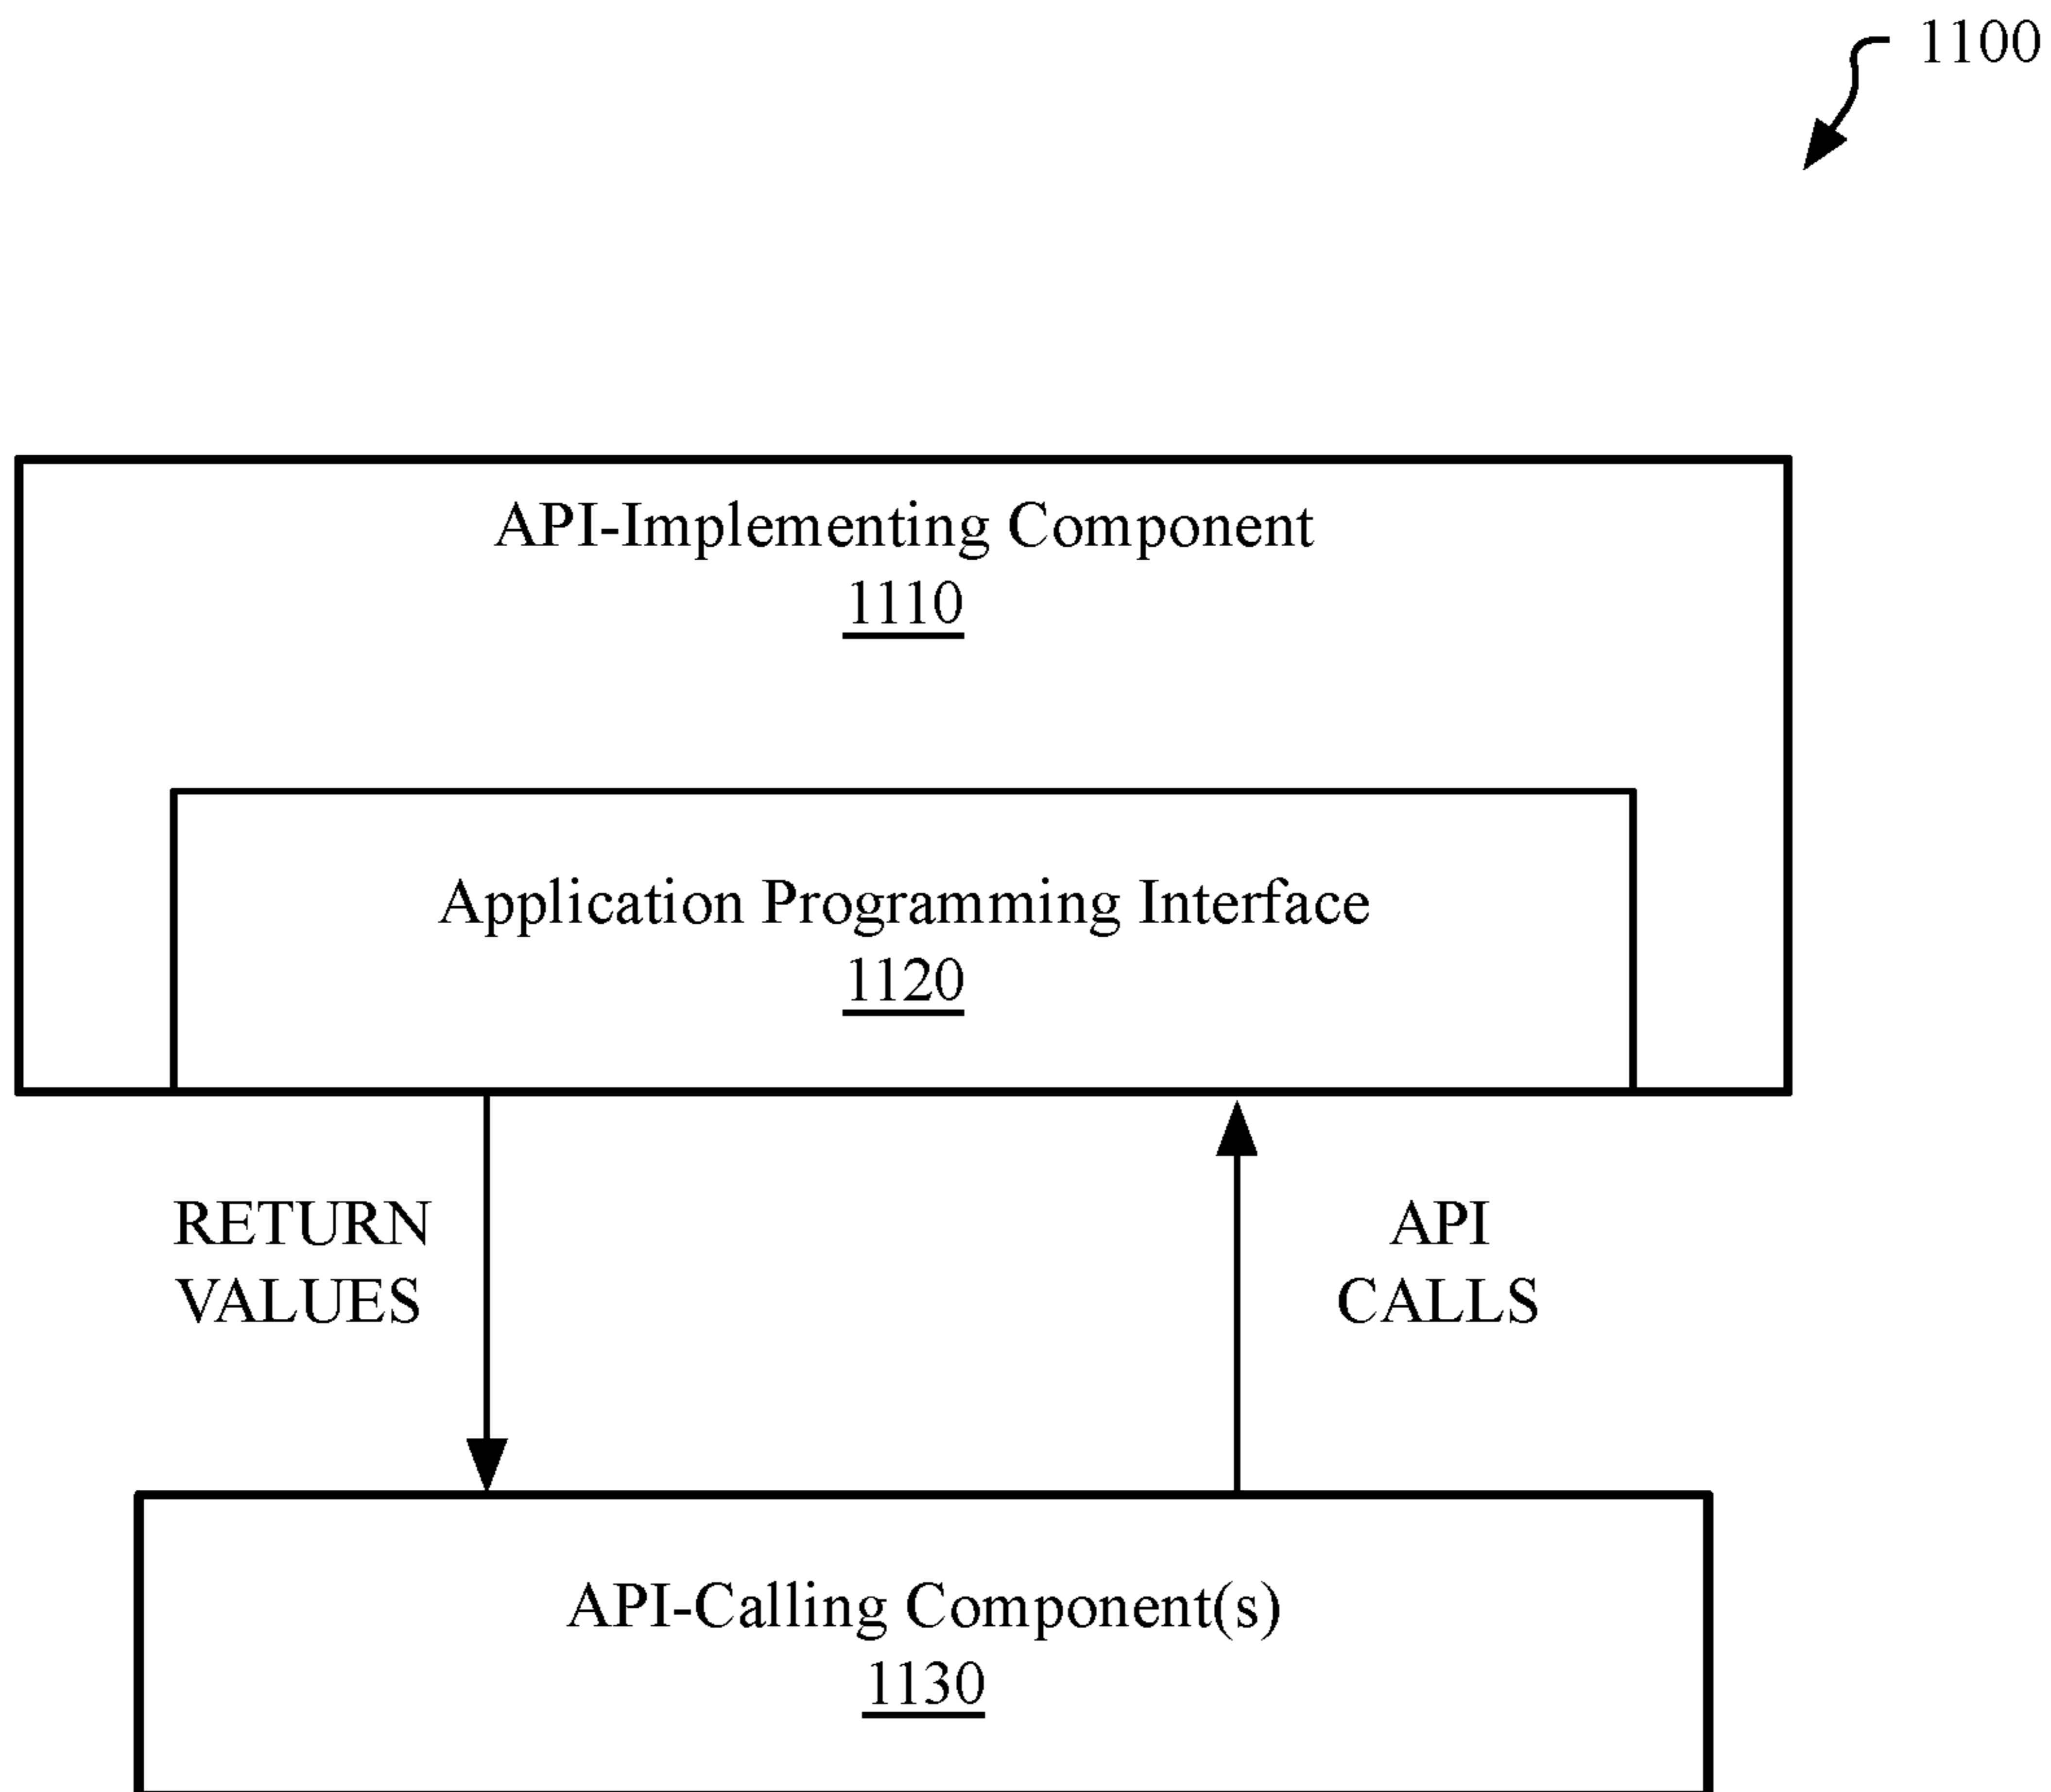 1100
API-Implementing Component
1110
Application Programming Interface
1120
RETURN
VALUES
API
CALLS
API-Calling Component(s)
1130